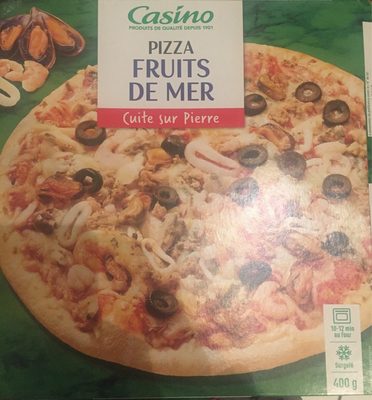 Casino
PRODUITS DE QUALITÉ DEPUIS 1901
PIZZA
FRUITS
DE MER
Cuite sur Pierre
10-12 min
au four
Surgelé
400 g